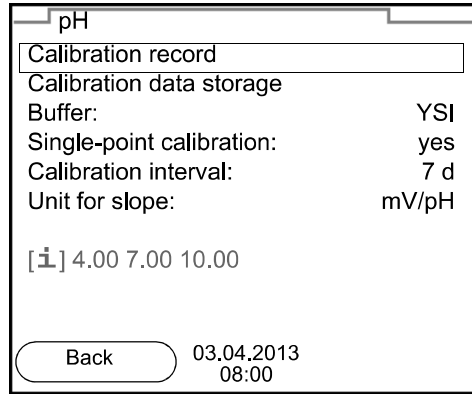 pH
Calibration record
Calibration data storage
Buffer: YSI
Single-point calibration: yes
Calibration interval: 7 d
Unit for slope: mV/pH
[i] 4.00 7.00 10.00
Back 03.04.2013
08:00